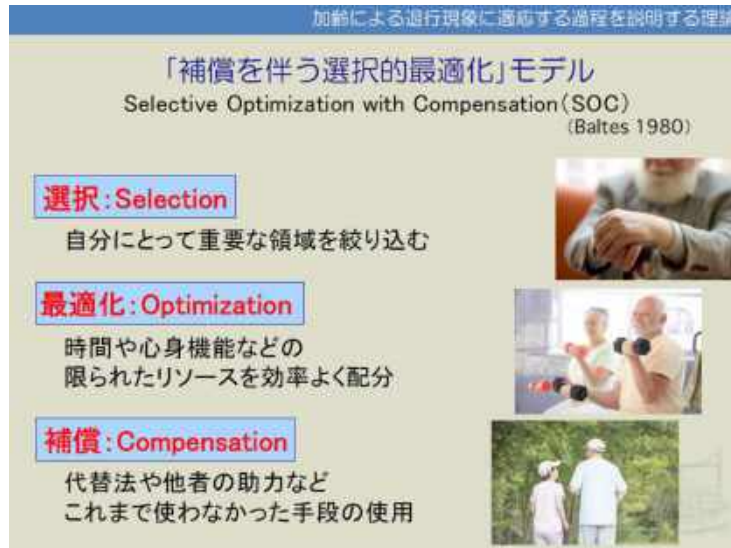 加齢による退行現象に適応する過程を説明する理論
「補償を伴う選択的最適化」モデル
Selective Optimization with Compensation(SOC)
(Baltes 1980)
選択:Selection
自分にとって重要な領域を絞り込む
最適化:Optimization
時間や心身機能などの
限られたリソースを効率よく配分
補償:Compensation
代替法や他者の助力など
これまで使わなかった手段の使用